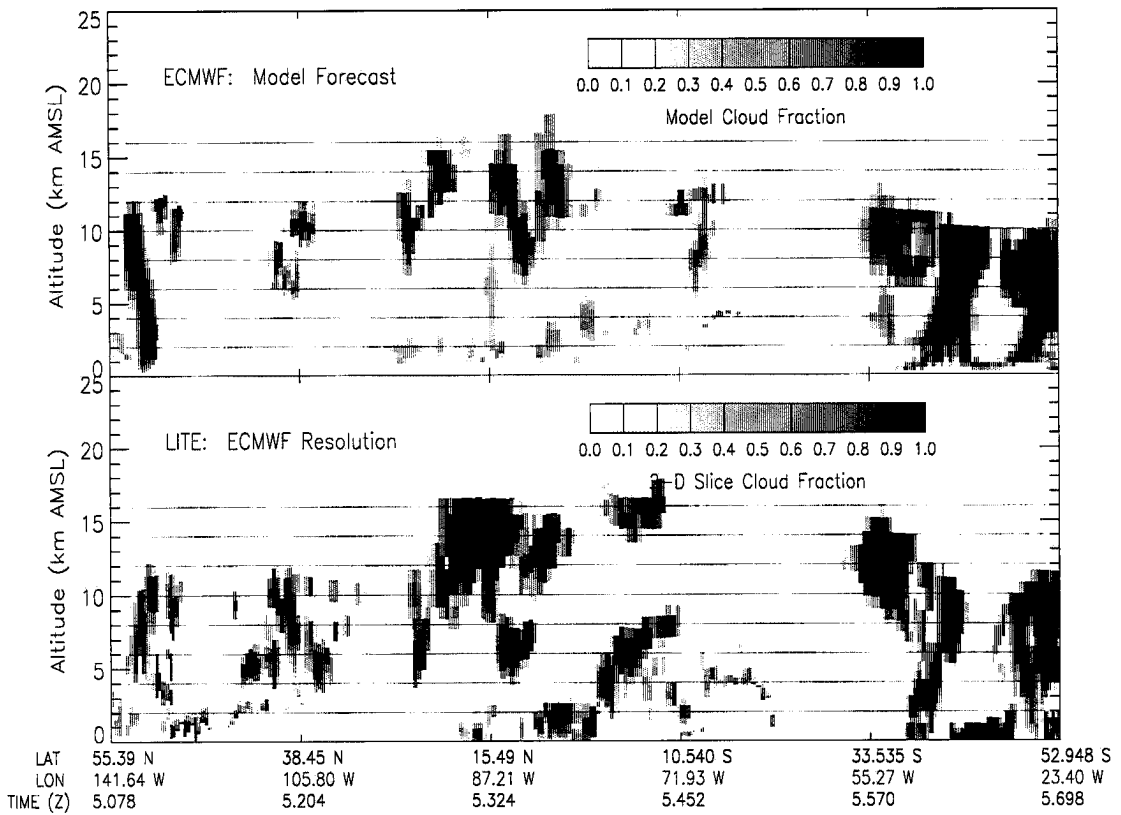 25
20
15
10
5
0
Altitude (km AMSL)
ECMWF: Model Forecast
0.0 0.1 0.2 0.3 0.4 0.5 0.6 0.7 0.8 0.9 1.0
Model Cloud Fraction
25
20
15
10
5
0
Altitude (km AMSL)
LITE: ECMWF Resolution
0.0 0.1 0.2 0.3 0.4 0.5 0.6 0.7 0.8 0.9 1.0
-D Slice Cloud Fraction
LAT 55.39 N 38.45 N 15.49 N 10.540 S 33.535 S 52.948 S
LON 141.64 W 105.80 W 87.21 W 71.93 W 55.27 W 23.40 W
TIME (Z) 5.078 5.204 5.324 5.452 5.570 5.698